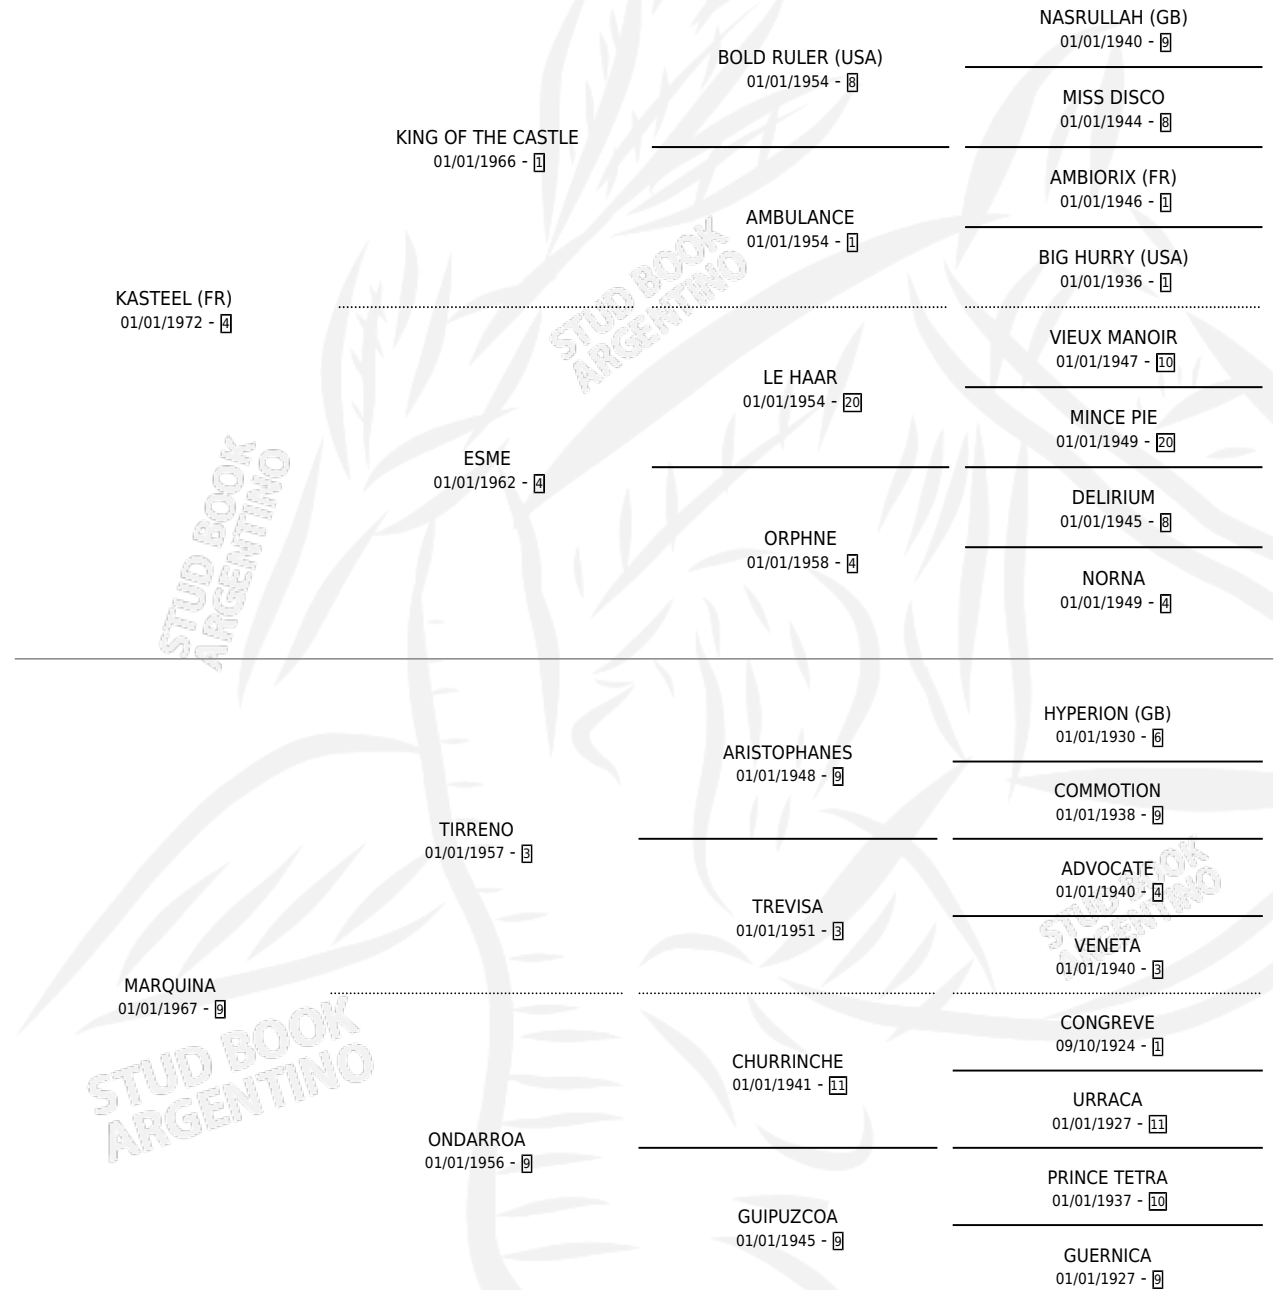 NASRULLAH (GB)
01/01/1940 - 9
BOLD RULER (USA)
01/01/1954 - 8
MISS DISCO
01/01/1944 - 8
KING OF THE CASTLE
01/01/1966 - 1
AMBIORIX (FR)
01/01/1946 - 1
AMBULANCE
01/01/1954 - 1
BIG HURRY (USA)
01/01/1936 - 1
KASTEEL (FR)
01/01/1972 - 4
VIEUX MANOIR
01/01/1947 - 10
LE HAAR
01/01/1954 - 20
MINCE PIE
01/01/1949 - 20
ESME
01/01/1962 - 4
DELIRIUM
01/01/1945 - 8
ORPHNE
01/01/1958 - 4
NORNA
01/01/1949 - 4
STUD BOOK
ARGENTINO
STUD BOOK
ARGENTINO
HYPERION (GB)
01/01/1930 - 6
ARISTOPHANES
01/01/1948 - 9
COMMOTION
01/01/1938 - 9
TIRRENO
01/01/1957 - 3
ADVOCATE
01/01/1940 - 4
TREVISA
01/01/1951 - 3
VENETA
01/01/1940 - 3
STUD BOOK
ARGENTINO
MARQUINA
01/01/1967 - 9
CONGREVE
09/10/1924 - 1
CHURRINCHE
01/01/1941 - 11
URRACA
01/01/1927 - 11
STUD BOOK
ARGENTINO
ONDARROA
01/01/1956 - 9
PRINCE TETRA
01/01/1937 - 10
GUIPUZCOA
01/01/1945 - 9
GUERNICA
01/01/1927 - 9